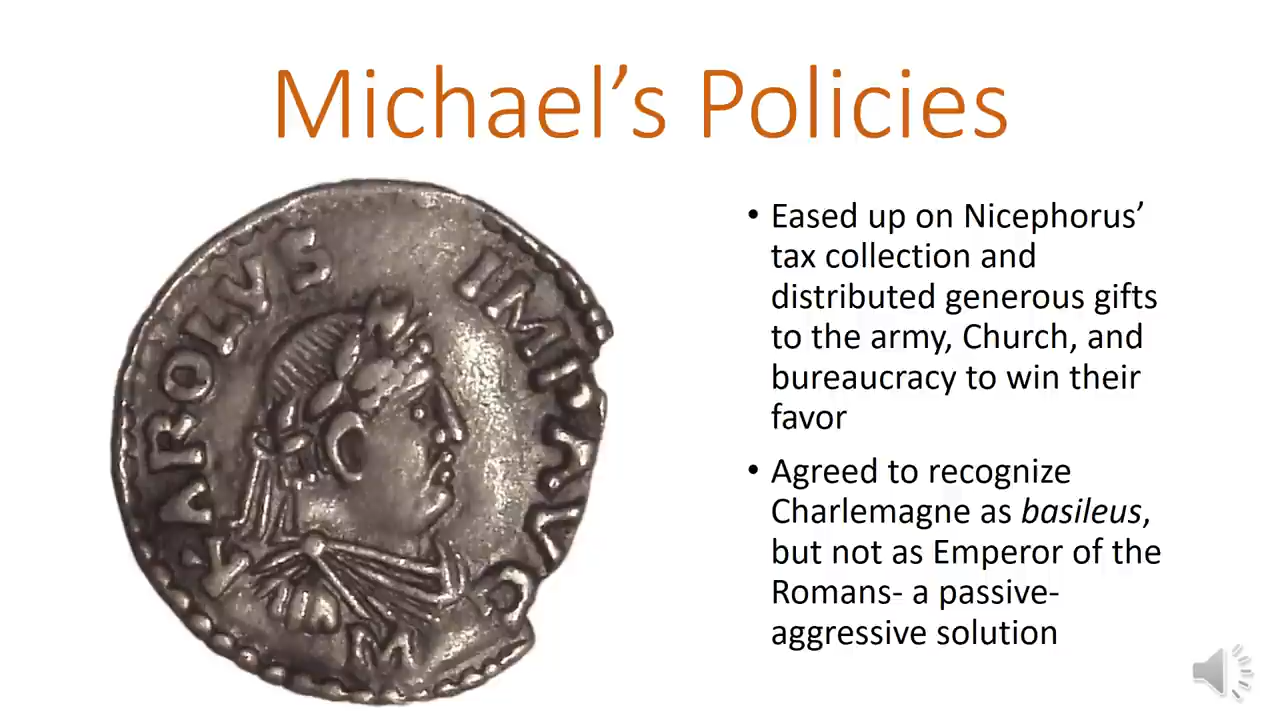 Michael’s Policies
KAROLVS IMP AVG
M
• Eased up on Nicephorus’
tax collection and
distributed generous gifts
to the army, Church, and
bureaucracy to win their
favor
• Agreed to recognize
Charlemagne as basileus,
but not as Emperor of the
Romans- a passive-
aggressive solution